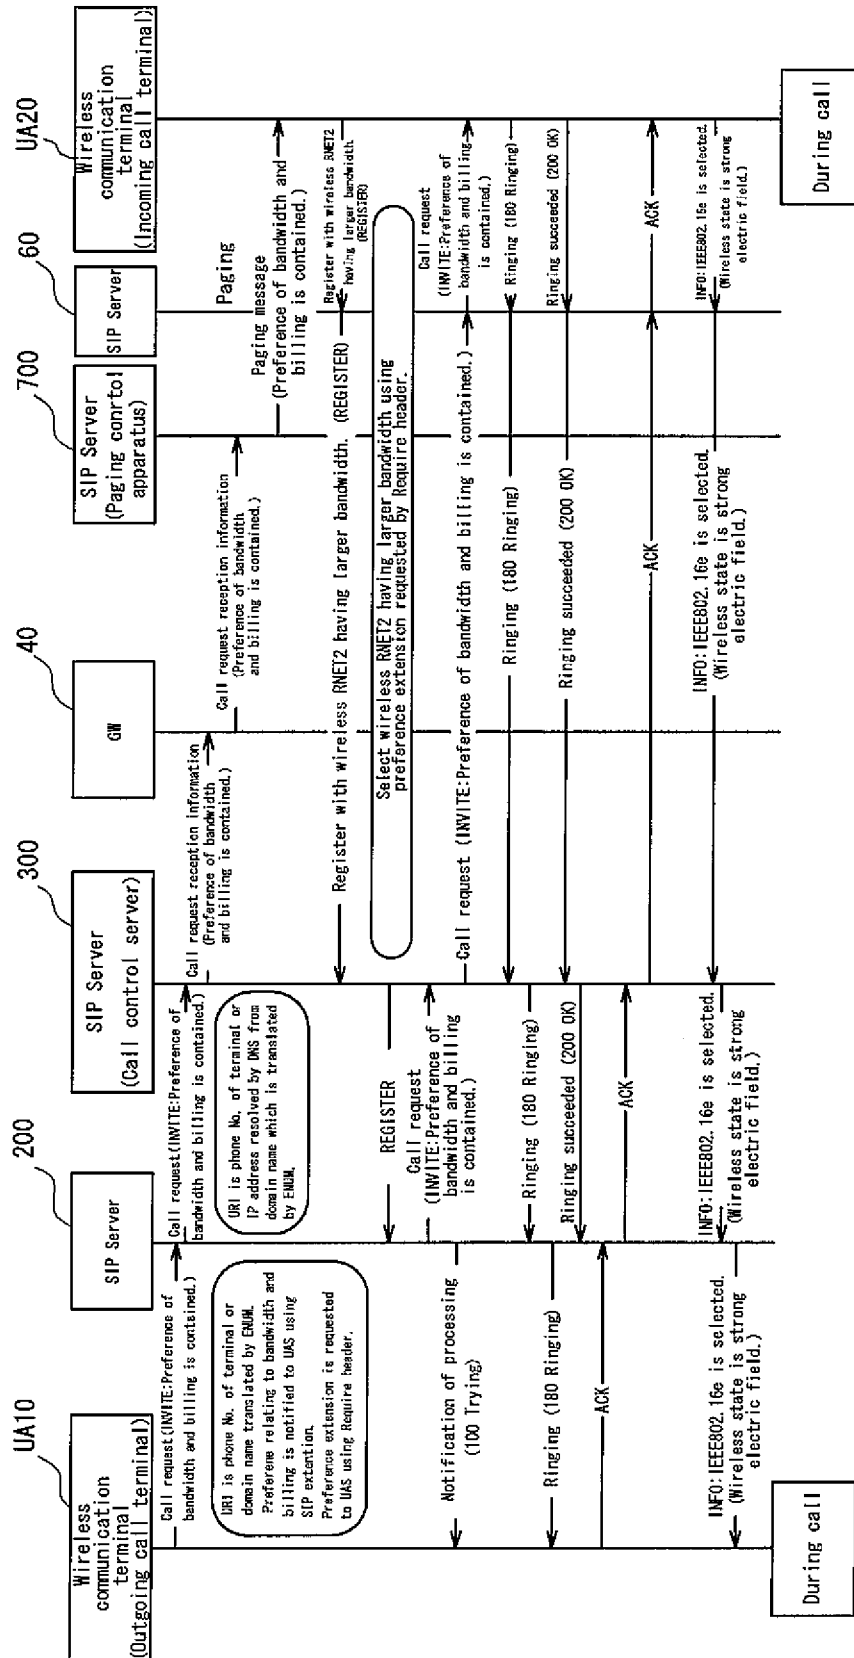 UA10
Wireless
communication
terminal
(Outgoing call terminal)
200
SIP Server
300
SIP Server
(Call control server)
40
GW
700
SIP Server
(Paging conrtol
apparatus)
60
SIP Server
UA20
Wireless
communication
terminal
(Incoming call terminal)
Call request(INVITE:Preference of
bandwidth and billing is contained.)
URI is phone No. of terminal or
domain name translated by ENUM.
Preferene relating to bandwidth and
billing is notified to UAS using
SIP extention.
Preference extension is requested
to UAS using Require header.
Call request(INVITE:Preference of
bandwidth and billing is contained.)
URI is phone No. of terminal or
IP address resolved by DNS from
domain name which is translated
by ENUM.
Call request reception information
(Preference of bandwidth
and billing is contained.)
Call request reception information
(Preference of bandwidth
and billing is contained.)
Paging
Paging message
(Preference of bandwidth and
billing is contained.)
Register with wireless RNET2
having larger bandwidth
(REGISTER)
Register with wireless RNET2 having larger bandwidth. (REGISTER)
REGISTER
Select wireless RNET2 having larger bandwidth using
preference extension requested by Require header.
Call request
(INVITE:Preference of
bandwidth and billing
is contained.)
Notification of processing
(100 Trying)
Call request (INVITE:Preference of bandwidth and billing is contained.)
Call request
(INVITE:Preference of
bandwidth and billing
is contained.)
Ringing (180 Ringing)
Ringing (180 Ringing)
Ringing (180 Ringing)
Ringing (180 Ringing)
Ringing succeeded (200 OK)
Ringing succeeded (200 OK)
Ringing succeeded (200 OK)
ACK
ACK
ACK
ACK
INFO:IEEE802.16e is selected.
(Wireless state is strong
electric field.)
INFO:IEEE802.16e is selected.
(Wireless state is strong
electric field.)
INFO:IEEE802.16e is selected.
(Wireless state is strong
electric field.)
INFO:IEEE802.16e is selected.
(Wireless state is strong
electric field.)
During call
During call